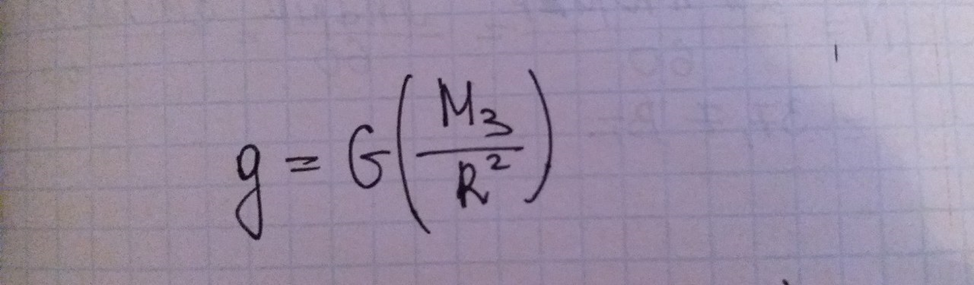 g = G(M₃/R²)